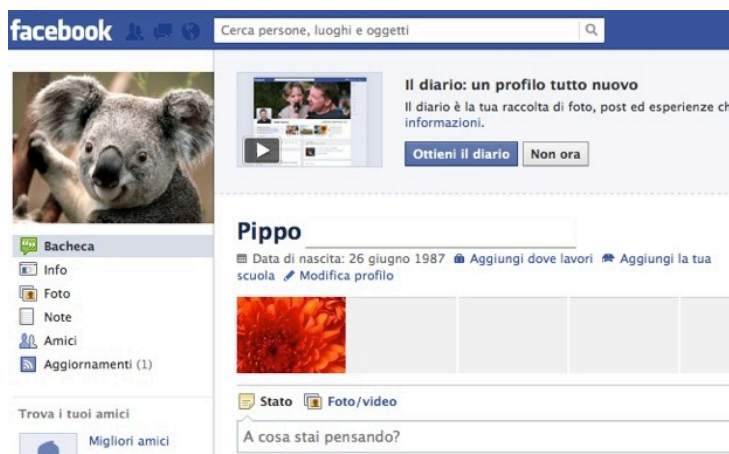 facebook
Cerca persone, luoghi e oggetti
Il diario: un profilo tutto nuovo
Il diario è la tua raccolta di foto, post ed esperienze ch
informazioni.
Ottieni il diario
Non ora
Pippo
Data di nascita: 26 giugno 1987 Aggiungi dove lavori Aggiungi la tua
scuola Modifica profilo
Bacheca
Info
Foto
Note
Amici
Aggiornamenti (1)
Trova i tuoi amici
Migliori amici
Stato Foto/video
A cosa stai pensando?